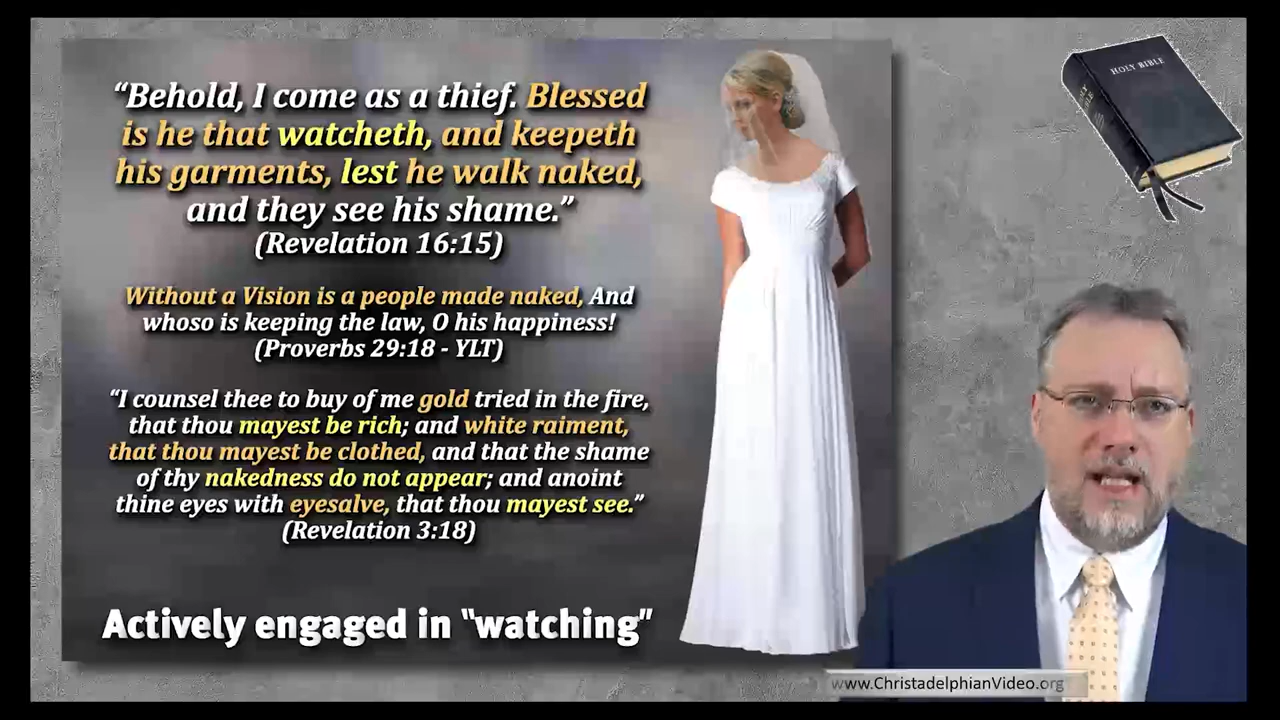 “Behold, I come as a thief. Blessed
is he that watcheth, and keepeth
his garments, lest he walk naked,
and they see his shame.”
(Revelation 16:15)
Without a Vision is a people made naked, And
whoso is keeping the law, O his happiness!
(Proverbs 29:18 - YLT)
“I counsel thee to buy of me gold tried in the fire,
that thou mayest be rich; and white raiment,
that thou mayest be clothed, and that the shame
of thy nakedness do not appear; and anoint
thine eyes with eyesalve, that thou mayest see.”
(Revelation 3:18)
Actively engaged in "watching"
HOLY BIBLE
www.ChristadelphianVideo.org